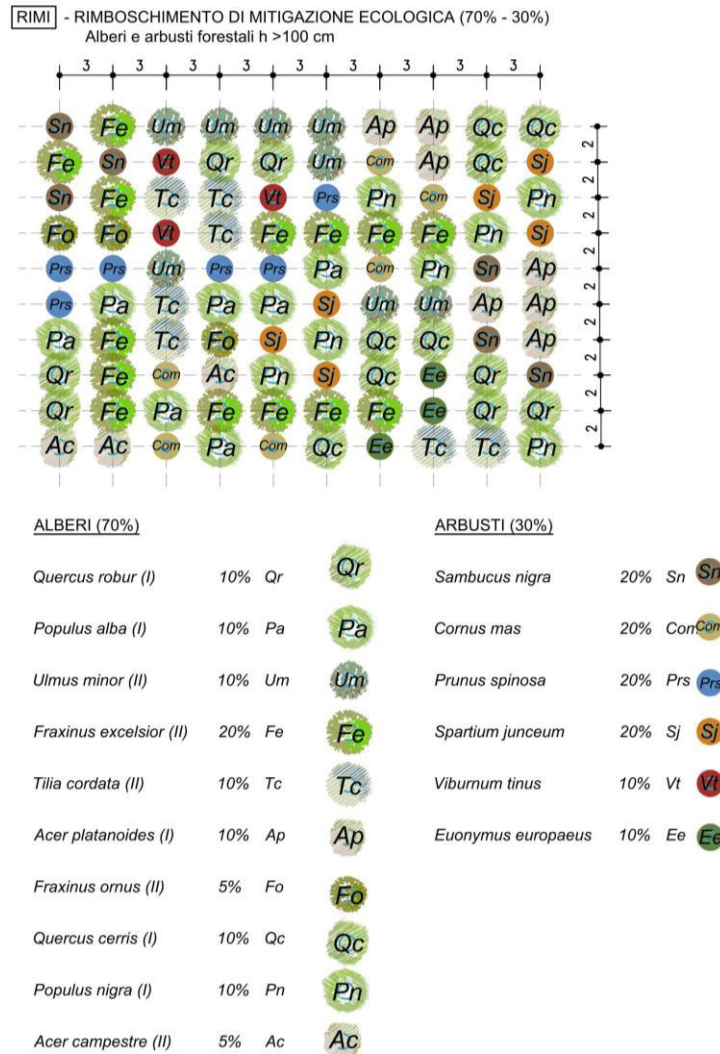 RIMI - RIMBOSCHIMENTO DI MITIGAZIONE ECOLOGICA (70% - 30%)
Alberi e arbusti forestali h >100 cm
3 3 3 3 3 3 3 3 3
Sn Fe Um Um Um Um Ap Ap Qc Qc
2
Fe Sn Vt Qr Qr Um Com Ap Qc Sj
2
Sn Fe Tc Tc Vt Prs Pn Com Sj Pn
2
Fo Fo Vt Tc Fe Fe Fe Fe Pn Sj
2
Prs Prs Um Prs Prs Pa Com Pn Sn Ap
2
Prs Pa Tc Pa Pa Sj Um Um Ap Ap
2
Pa Fe Tc Fo Sj Pn Qc Qc Sn Ap
2
Qr Fe Com Ac Pn Sj Qc Ee Qr Sn
2
Qr Fe Pa Fe Fe Fe Fe Ee Qr Qr
2
Ac Ac Com Pa Com Qc Ee Tc Tc Pn
ALBERI (70%)
Quercus robur (I) 10% Qr Qr
Populus alba (I) 10% Pa Pa
Ulmus minor (II) 10% Um Um
Fraxinus excelsior (II) 20% Fe Fe
Tilia cordata (II) 10% Tc Tc
Acer platanoides (I) 10% Ap Ap
Fraxinus ornus (II) 5% Fo Fo
Quercus cerris (I) 10% Qc Qc
Populus nigra (I) 10% Pn Pn
Acer campestre (II) 5% Ac Ac
ARBUSTI (30%)
Sambucus nigra 20% Sn Sn
Cornus mas 20% Com Com
Prunus spinosa 20% Prs Prs
Spartium junceum 20% Sj Sj
Viburnum tinus 10% Vt Vt
Euonymus europaeus 10% Ee Ee